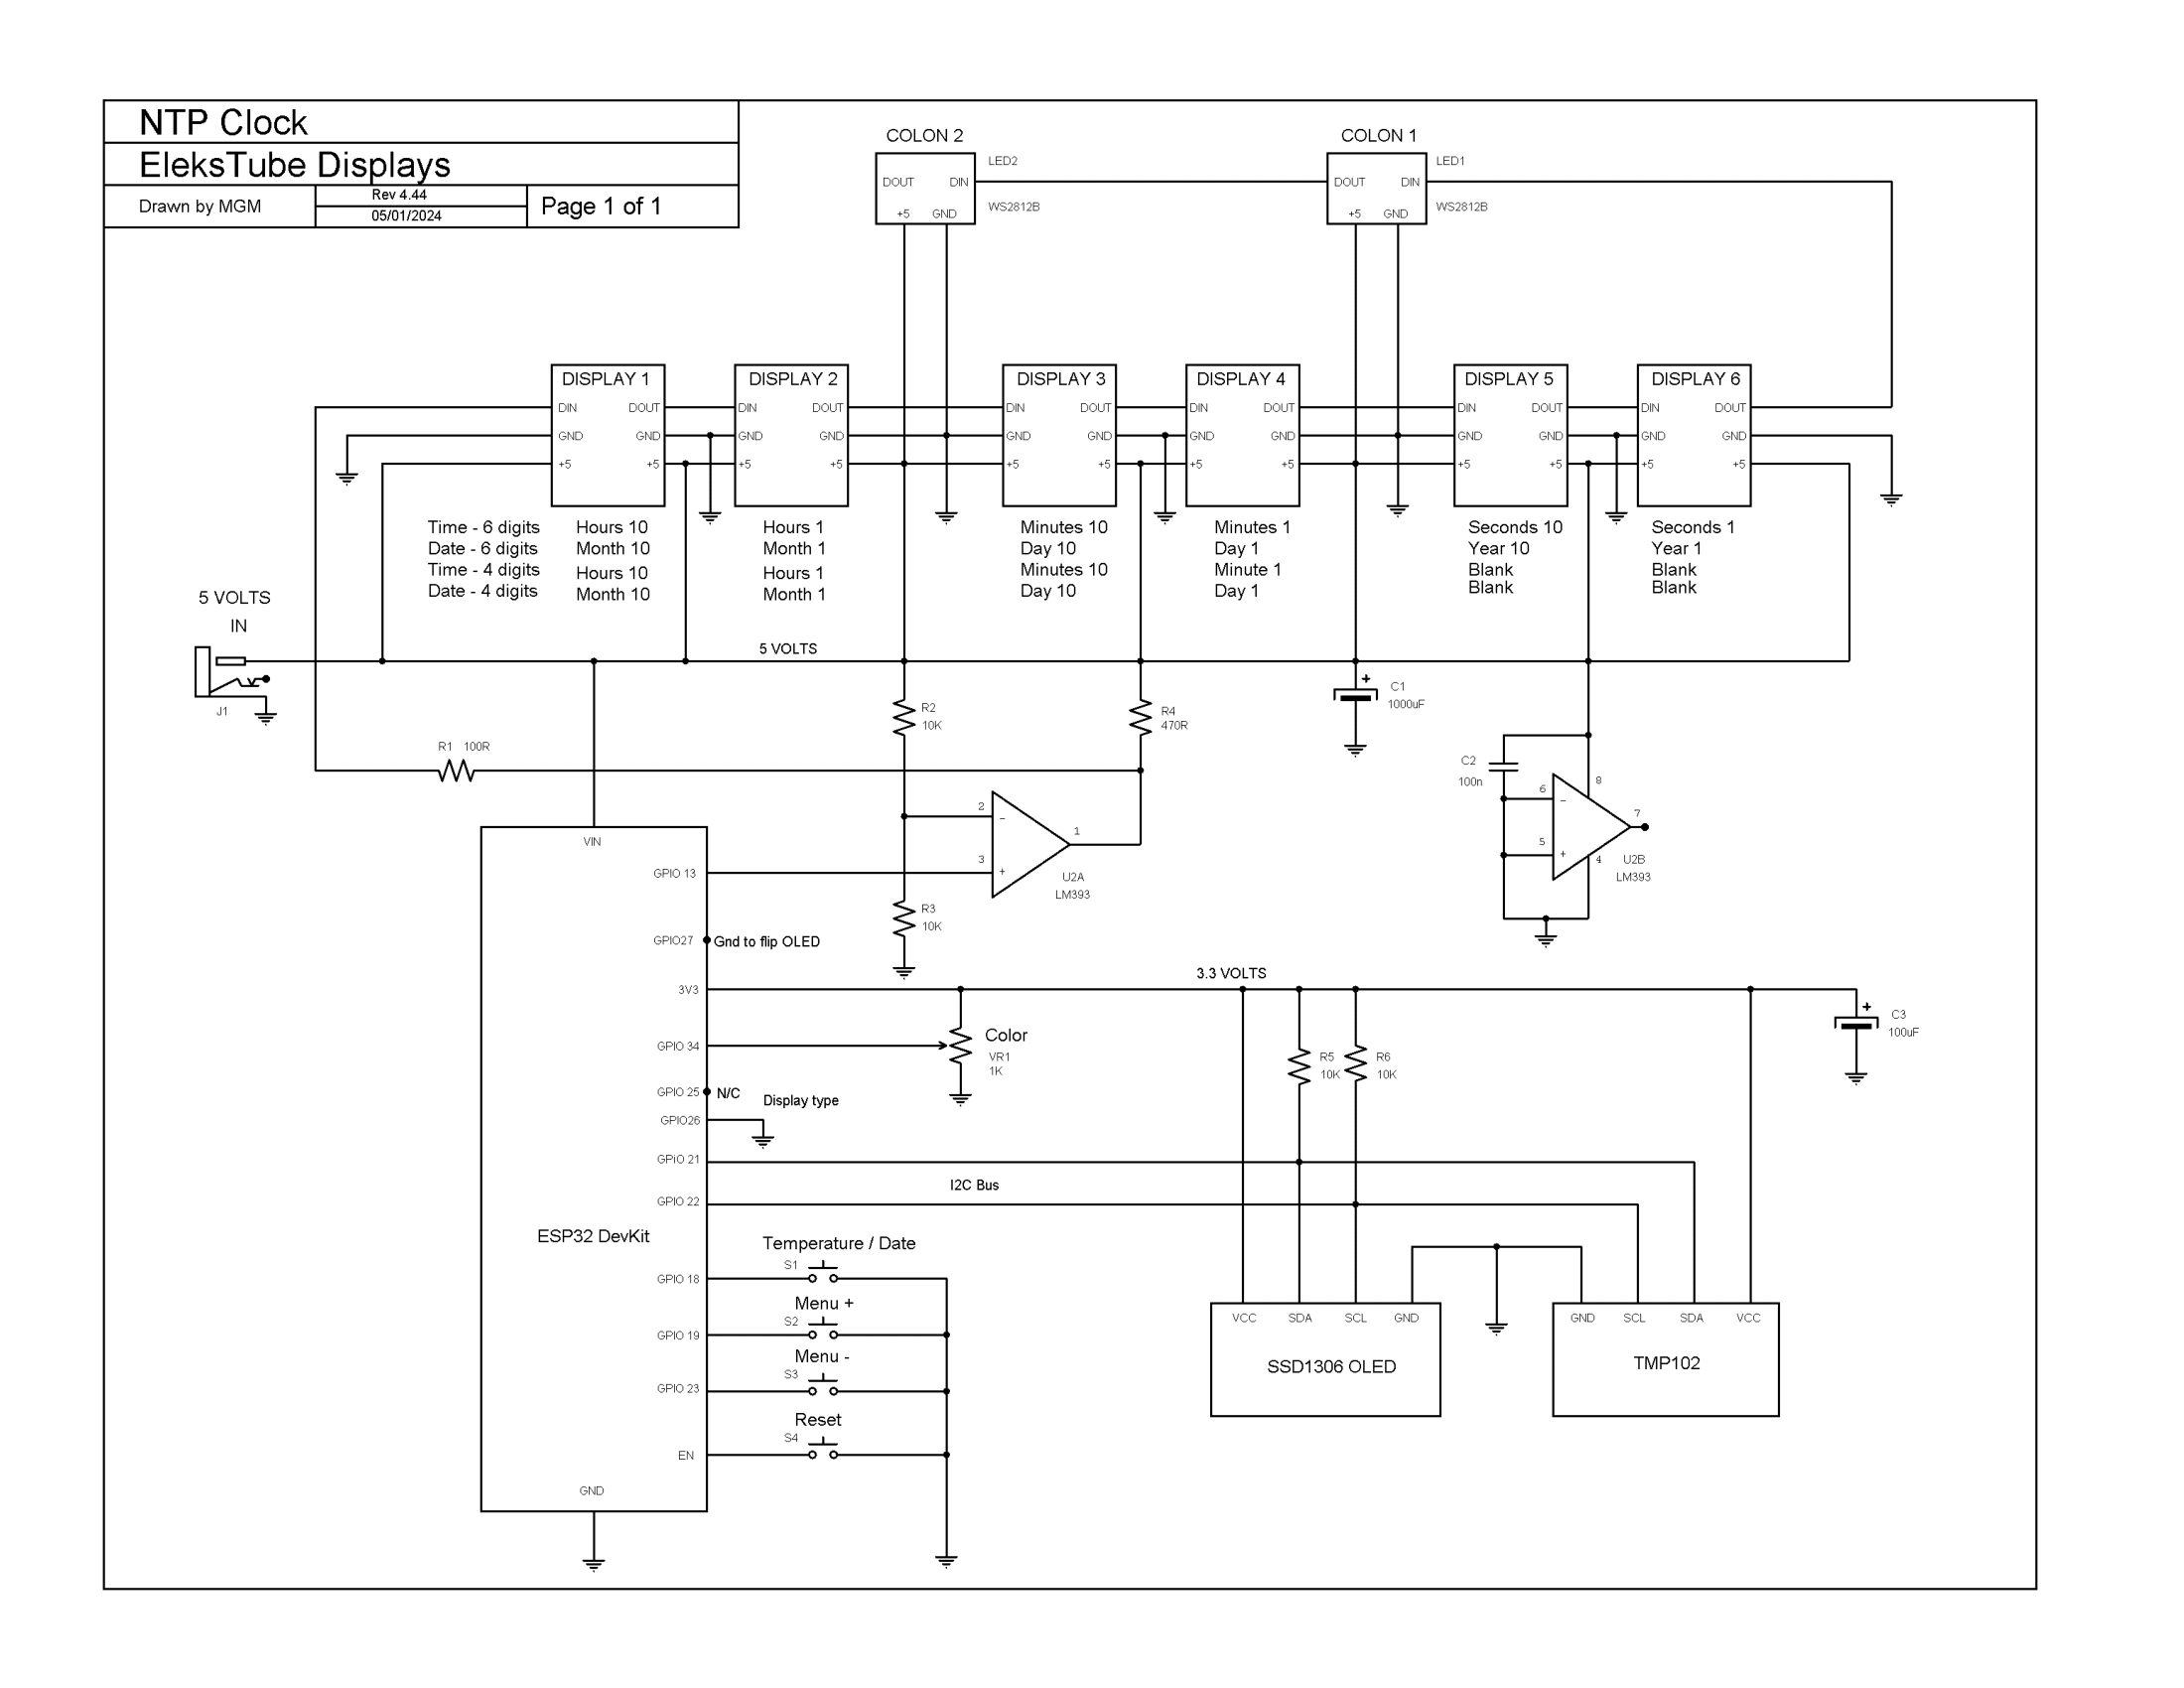 NTP Clock
EleksTube Displays
Drawn by MGM
Rev 4.44
05/01/2024
Page 1 of 1
COLON 2
COLON 1
LED2
LED1
DOUT DIN
DOUT DIN
WS2812B
WS2812B
+5 GND
+5 GND
DISPLAY 1
DISPLAY 2
DISPLAY 3
DISPLAY 4
DISPLAY 5
DISPLAY 6
DIN DOUT
DIN DOUT
DIN DOUT
DIN DOUT
DIN DOUT
DIN DOUT
GND GND
GND GND
GND GND
GND GND
GND GND
GND GND
+5 +5
+5 +5
+5 +5
+5 +5
+5 +5
+5 +5
Time - 6 digits Hours 10 Hours 1 Minutes 10 Minutes 1 Seconds 10 Seconds 1
Date - 6 digits Month 10 Month 1 Day 10 Day 1 Year 10 Year 1
Time - 4 digits Hours 10 Hours 1 Minutes 10 Minute 1 Blank Blank
Date - 4 digits Month 10 Month 1 Day 10 Day 1 Blank Blank
5 VOLTS
IN
J1
5 VOLTS
R2
10K
R4
470R
+
C1
1000uF
R1 100R
C2
100n
2
-
3
+
1
U2A
LM393
6
-
5
+
8
7
4
U2B
LM393
R3
10K
VIN
GPIO 13
GPIO27
Gnd to flip OLED
3V3
3.3 VOLTS
+
C3
100uF
GPIO 34
Color
VR1
1K
R5
10K
R6
10K
GPIO 25
N/C
Display type
GPIO26
GPiO 21
I2C Bus
GPIO 22
ESP32 DevKit
Temperature / Date
S1
GPIO 18
Menu +
S2
GPIO 19
Menu -
S3
GPIO 23
Reset
S4
EN
GND
VCC SDA SCL GND
SSD1306 OLED
GND SCL SDA VCC
TMP102